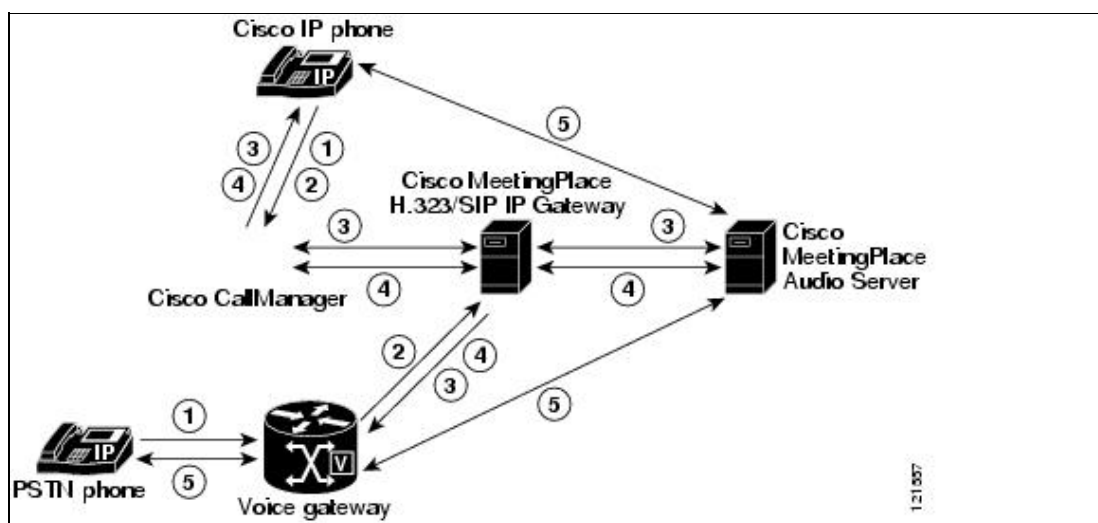 Cisco IP phone
IP
5
3
1
4
2
Cisco MeetingPlace
H.323/SIP IP Gateway
3
3
Cisco
MeetingPlace
Audio Server
4
4
Cisco CallManager
2
4
3
5
1
IP
V
5
PSTN phone
Voice gateway
121557